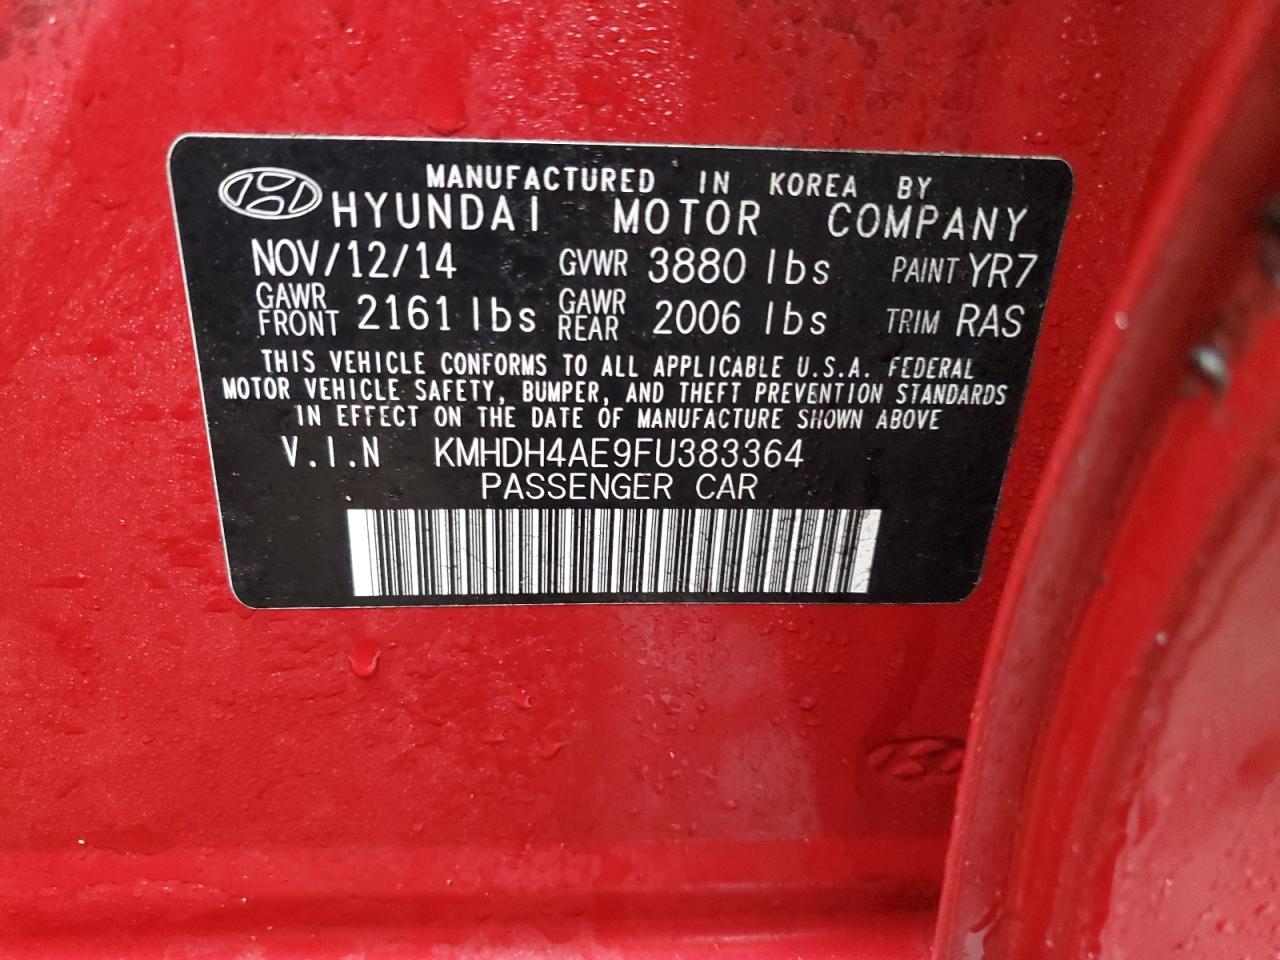 MANUFACTURED IN KOREA BY
HYUNDAI MOTOR COMPANY
NOV/12/14 GVWR 3880 lbs PAINT YR7
GAWR FRONT 2161 lbs GAWR REAR 2006 lbs TRIM RAS
THIS VEHICLE CONFORMS TO ALL APPLICABLE U.S.A. FEDERAL
MOTOR VEHICLE SAFETY, BUMPER, AND THEFT PREVENTION STANDARDS
IN EFFECT ON THE DATE OF MANUFACTURE SHOWN ABOVE
V.I.N KMHDH4AE9FU383364
PASSENGER CAR